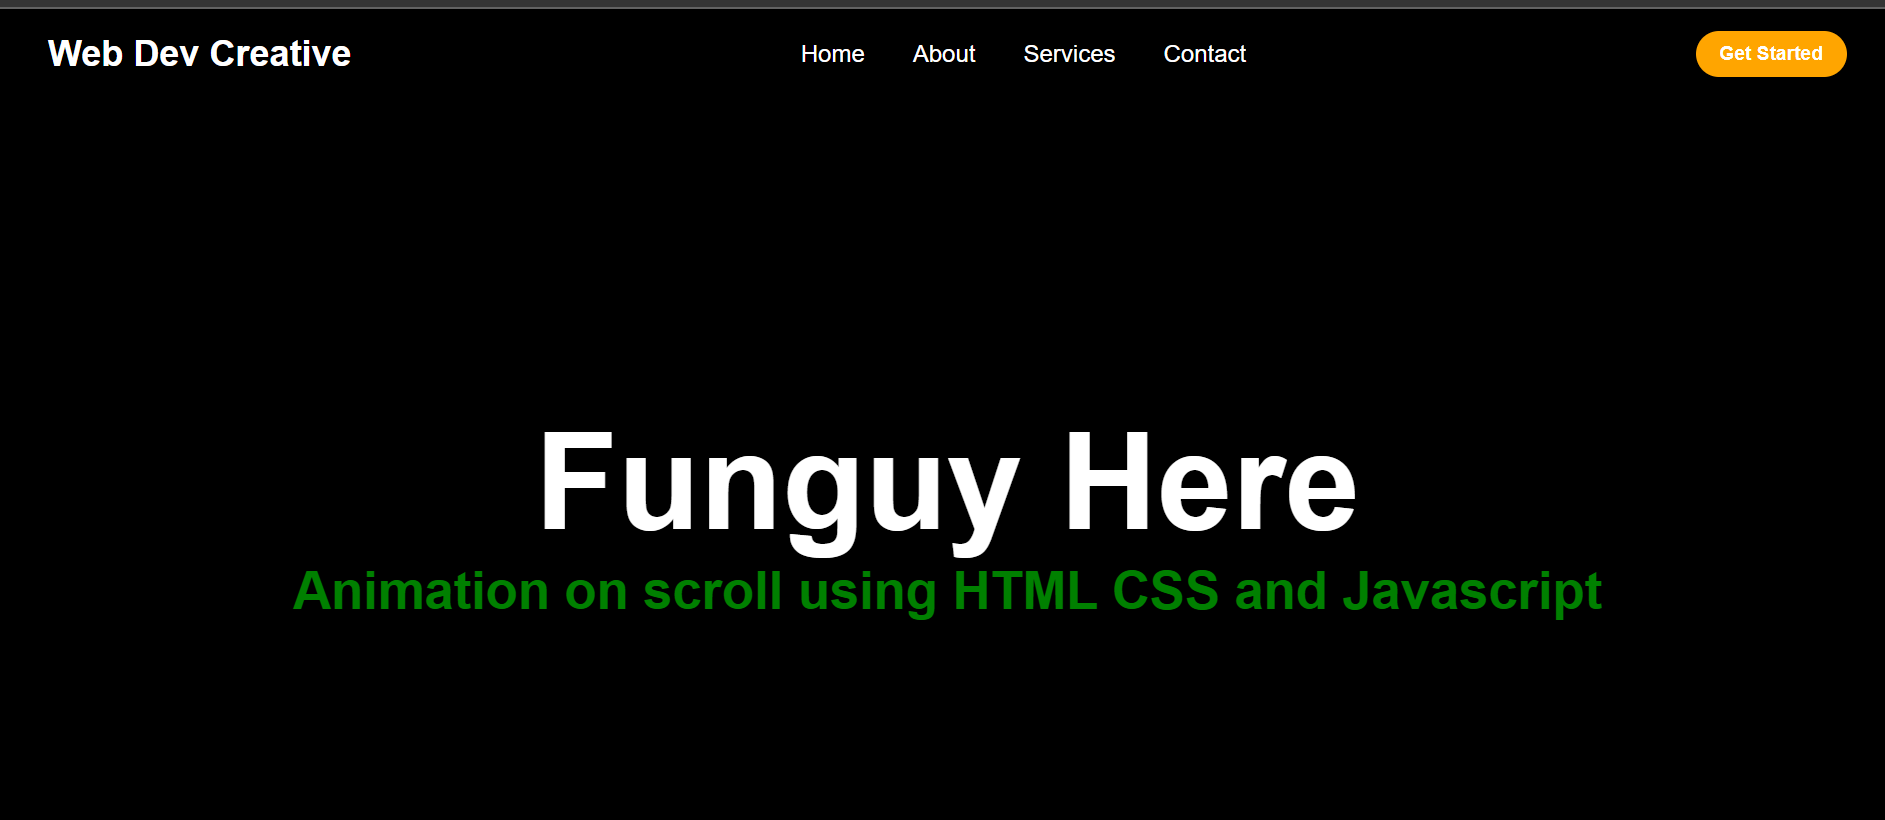 Web Dev Creative
Home About Services Contact
Get Started
Funguy Here
Animation on scroll using HTML CSS and Javascript